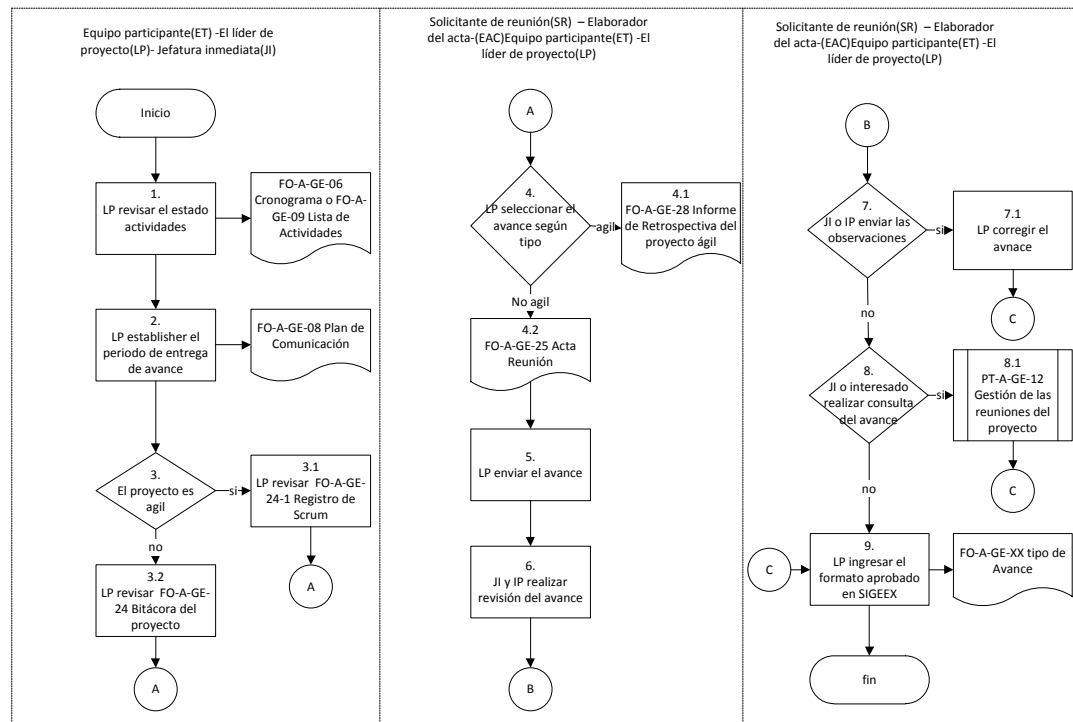 Equipo participante(ET) -El líder de
proyecto(LP)- Jefatura inmediata(JI)
Inicio
1.
LP revisar el estado
actividades
FO-A-GE-06
Cronograma o FO-A-
GE-09 Lista de
Actividades
2.
LP establisher el
periodo de entrega
de avance
FO-A-GE-08 Plan de
Comunicación
3.
El proyecto es
agil
si
3.1
LP revisar FO-A-GE-
24-1 Registro de
Scrum
no
A
3.2
LP revisar FO-A-GE-
24 Bitácora del
proyecto
A
Solicitante de reunión(SR) – Elaborador
del acta-(EAC)Equipo participante(ET) -El
líder de proyecto(LP)
A
4.
LP seleccionar el
avance según
tipo
agil
4.1
FO-A-GE-28 Informe
de Retrospectiva del
proyecto ágil
No agil
4.2
FO-A-GE-25 Acta
Reunión
5.
LP enviar el avance
6.
JI y IP realizar
revisión del avance
B
Solicitante de reunión(SR) – Elaborador
del acta-(EAC)Equipo participante(ET) -El
líder de proyecto(LP)
B
7.
JI o IP enviar las
observaciones
si
7.1
LP corregir el
avnace
C
no
8.
JI o interesado
realizar consulta
del avance
si
8.1
PT-A-GE-12
Gestión de las
reuniones del
proyecto
C
no
C
9.
LP ingresar el
formato aprobado
en SIGEEX
FO-A-GE-XX tipo de
Avance
fin